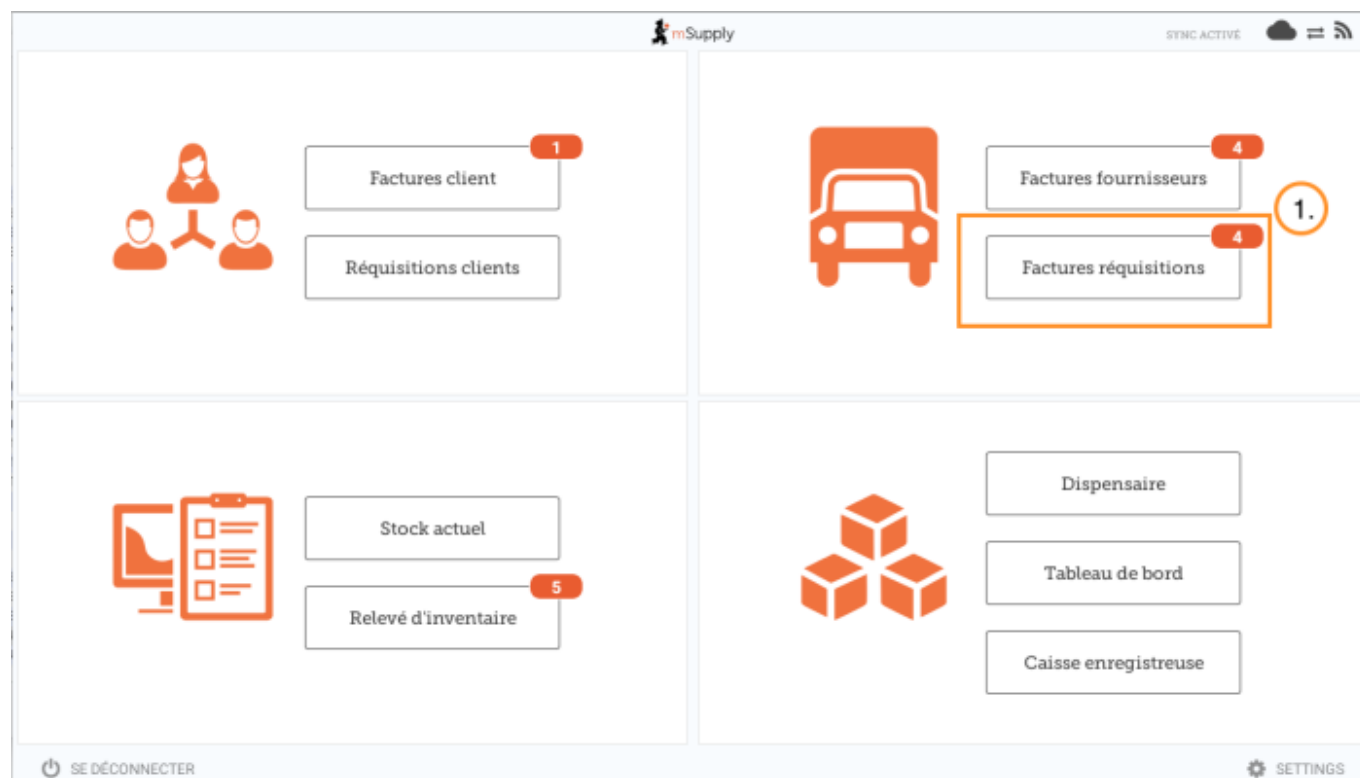 mSupply
SYNC ACTIVÉ
1
Factures client
Réquisitions clients
4
Factures fournisseurs
1.
4
Factures réquisitions
Stock actuel
5
Relevé d'inventaire
Dispensaire
Tableau de bord
Caisse enregistreuse
SE DÉCONNECTER
SETTINGS